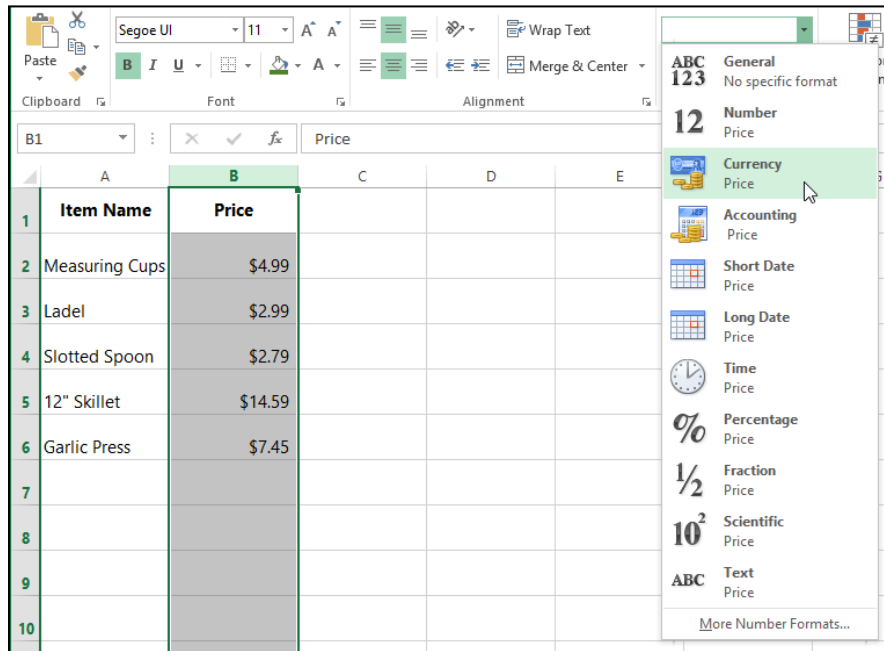 Segoe UI 11 A A Wrap Text
Paste B I U A Merge & Center
Clipboard Font Alignment
B1 fx Price
A B C D E
1 Item Name Price
2 Measuring Cups $4.99
3 Ladel $2.99
4 Slotted Spoon $2.79
5 12" Skillet $14.59
6 Garlic Press $7.45
7
8
9
10
ABC
123
General
No specific format
12
Number
Price
Currency
Price
Accounting
Price
Short Date
Price
Long Date
Price
Time
Price
%
Percentage
Price
1/2
Fraction
Price
10²
Scientific
Price
ABC
Text
Price
More Number Formats...